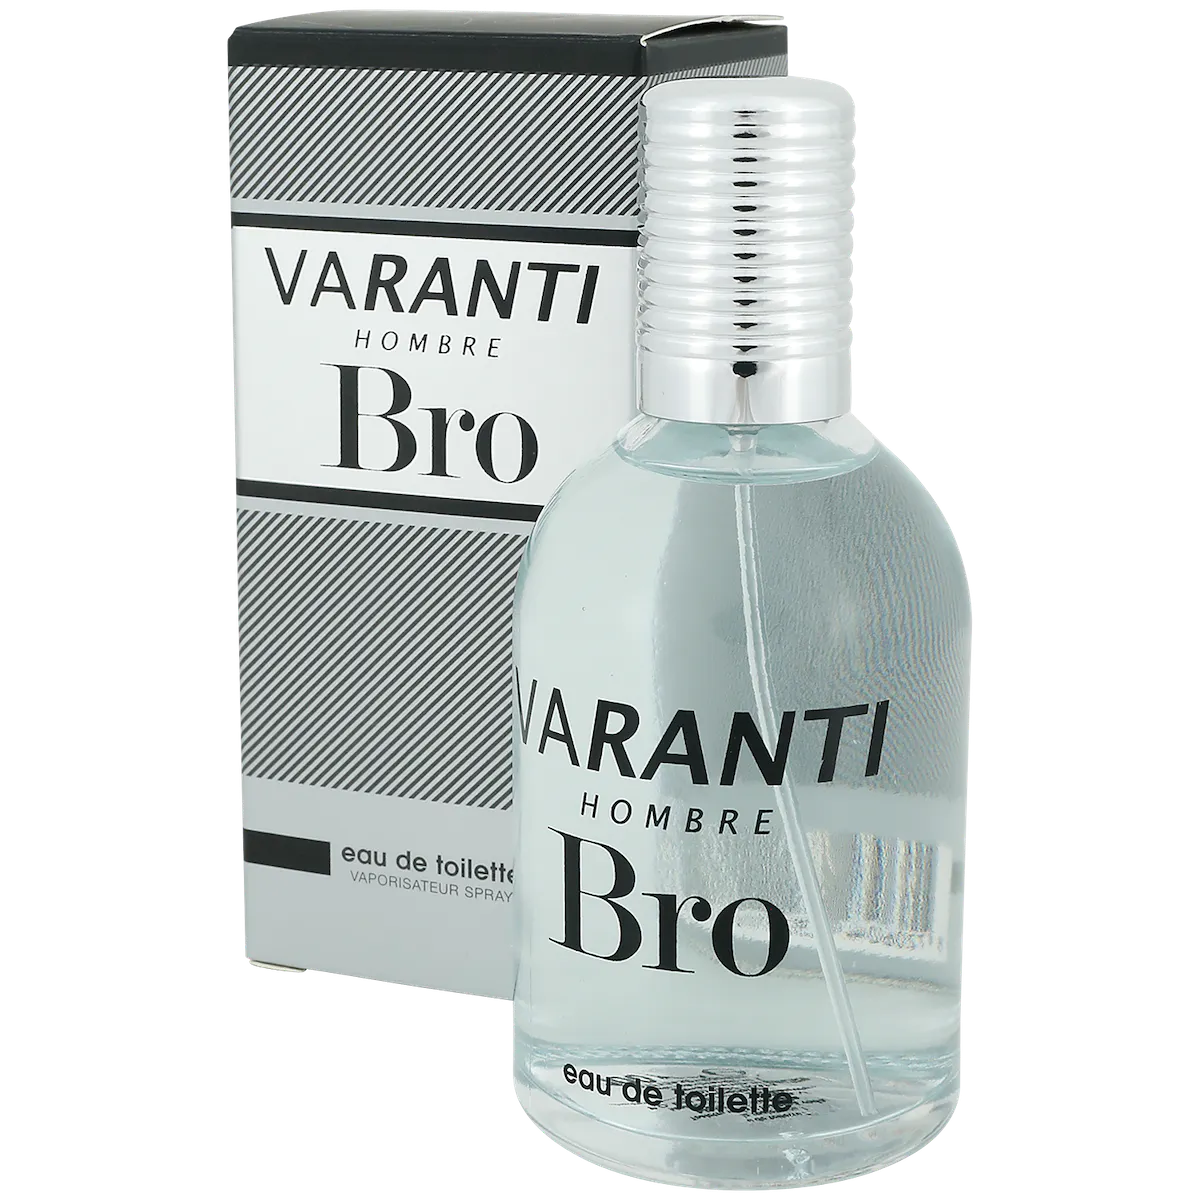 VARANTI
HOMBRE
Bro
eau de toilette
VAPORISATEUR SPRAY
VARANTI
HOMBRE
Bro
eau de toilette